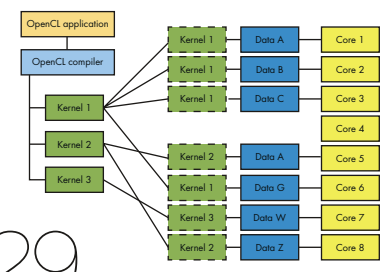 OpenCL application
OpenCL compiler
Kernel 1
Kernel 2
Kernel 3
Kernel 1 Data A Core 1
Kernel 1 Data B Core 2
Kernel 1 Data C Core 3
Core 4
Kernel 2 Data A Core 5
Kernel 1 Data G Core 6
Kernel 3 Data W Core 7
Kernel 2 Data Z Core 8
29